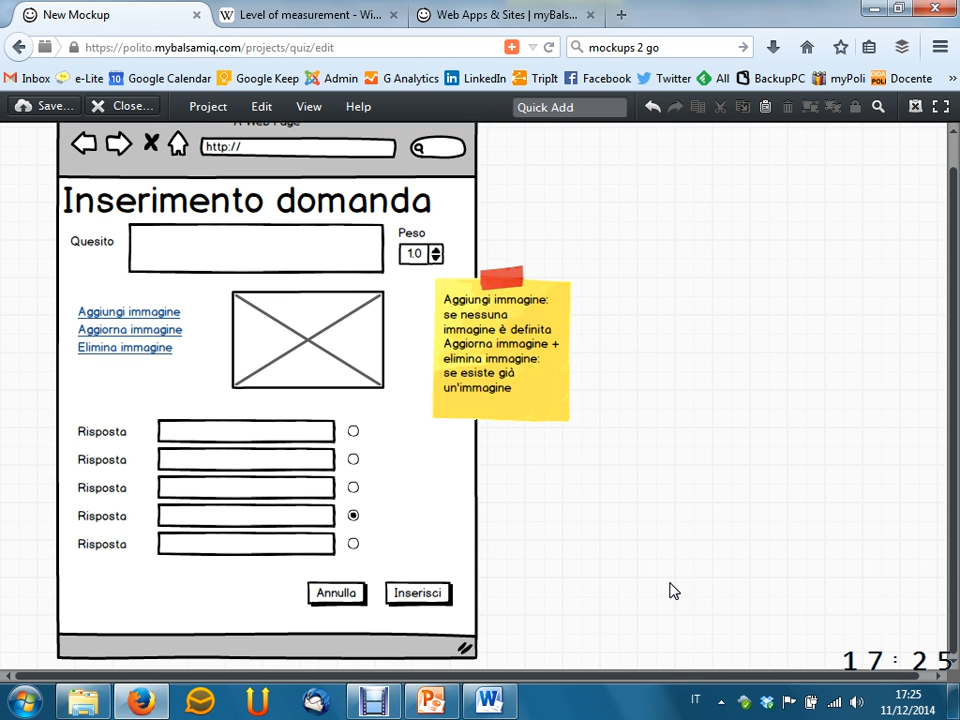 New Mockup
Level of measurement - Wi...
Web Apps & Sites | myBals...
https://polito.mybalsamiq.com/projects/quiz/edit
mockups 2 go
Inbox
e-Lite
10
Google Calendar
Google Keep
Admin
G Analytics
LinkedIn
TripIt
Facebook
Twitter
All
BackupPC
myPoli
Docente
Save...
Close...
Project
Edit
View
Help
Quick Add
A Web Page
http://
Inserimento domanda
Quesito
Peso
1.0
Aggiungi immagine
Aggiorna immagine
Elimina immagine
Aggiungi immagine:
se nessuna
immagine è definita
Aggiorna immagine +
elimina immagine:
se esiste già
un'immagine
Risposta
Risposta
Risposta
Risposta
Risposta
Annulla
Inserisci
17:25
IT
17:25
11/12/2014